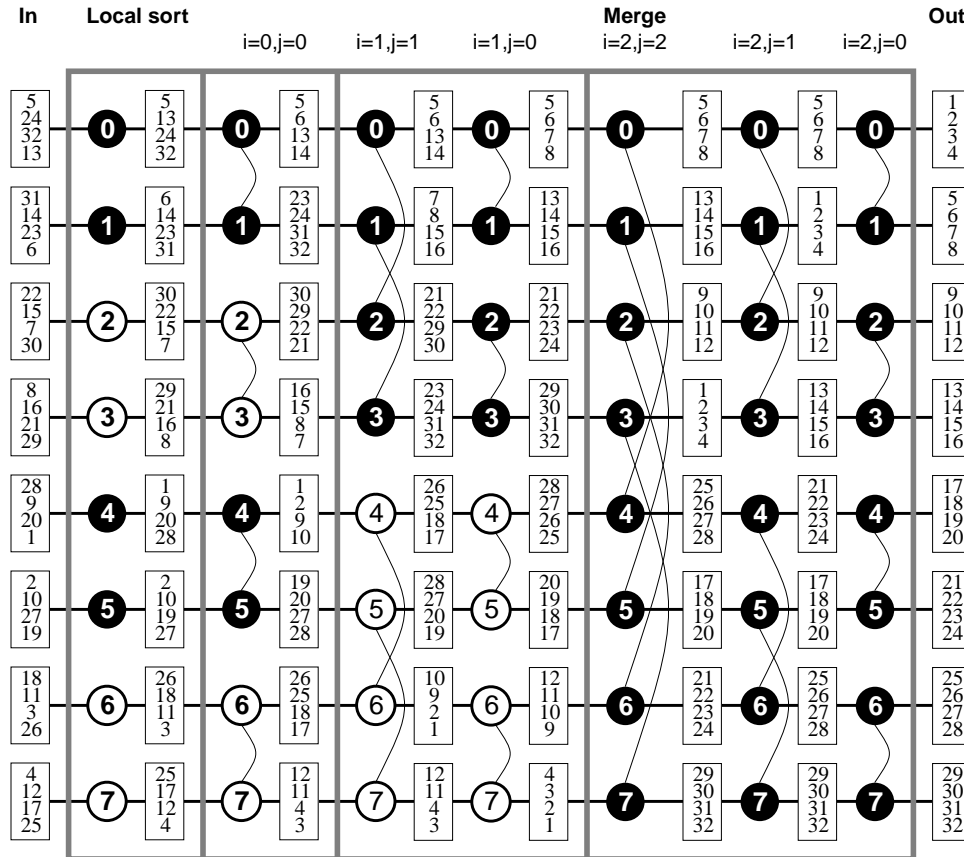 In Local sort Merge Out
i=0,j=0 i=1,j=1 i=1,j=0 i=2,j=2 i=2,j=1 i=2,j=0
5 5 5 5 5 5 5 1
24 13 6 6 6 6 6 2
0 0 0 0 0 0 0
32 24 13 13 7 7 7 3
13 32 14 14 8 8 8 4
31 6 23 7 13 13 1 5
14 14 24 8 14 14 2 6
1 1 1 1 1 1 1
23 23 31 15 15 15 3 7
6 31 32 16 16 16 4 8
22 30 30 21 21 9 9 9
15 22 29 22 22 10 10 10
2 2 2 2 2 2 2
7 15 22 29 23 11 11 11
30 7 21 30 24 12 12 12
8 29 16 23 29 1 13 13
16 21 15 24 30 2 14 14
3 3 3 3 3 3 3
21 16 8 31 31 3 15 15
29 8 7 32 32 4 16 16
28 1 1 26 28 25 21 17
9 9 2 25 27 26 22 18
4 4 4 4 4 4 4
20 20 9 18 26 27 23 19
1 28 10 17 25 28 24 20
2 2 19 28 20 17 17 21
10 10 20 27 19 18 18 22
5 5 5 5 5 5 5
27 19 27 20 18 19 19 23
19 27 28 19 17 20 20 24
18 26 26 10 12 21 25 25
11 18 25 9 11 22 26 26
6 6 6 6 6 6 6
3 11 18 2 10 23 27 27
26 3 17 1 9 24 28 28
4 25 12 12 4 29 29 29
12 17 11 11 3 30 30 30
7 7 7 7 7 7 7
17 12 4 4 2 31 31 31
25 4 3 3 1 32 32 32